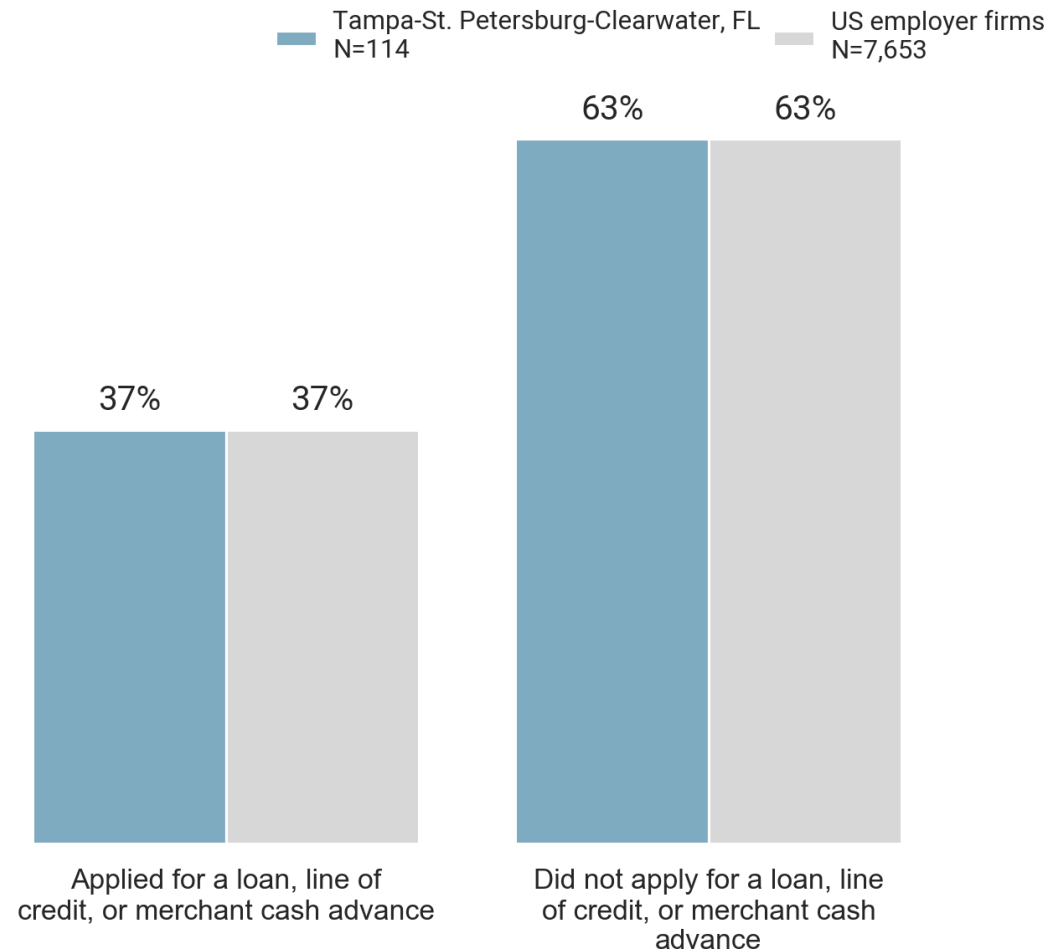 Tampa-St. Petersburg-Clearwater, FL
N=114
US employer firms
N=7,653
63%
63%
37%
37%
Applied for a loan, line of
credit, or merchant cash advance
Did not apply for a loan, line
of credit, or merchant cash
advance